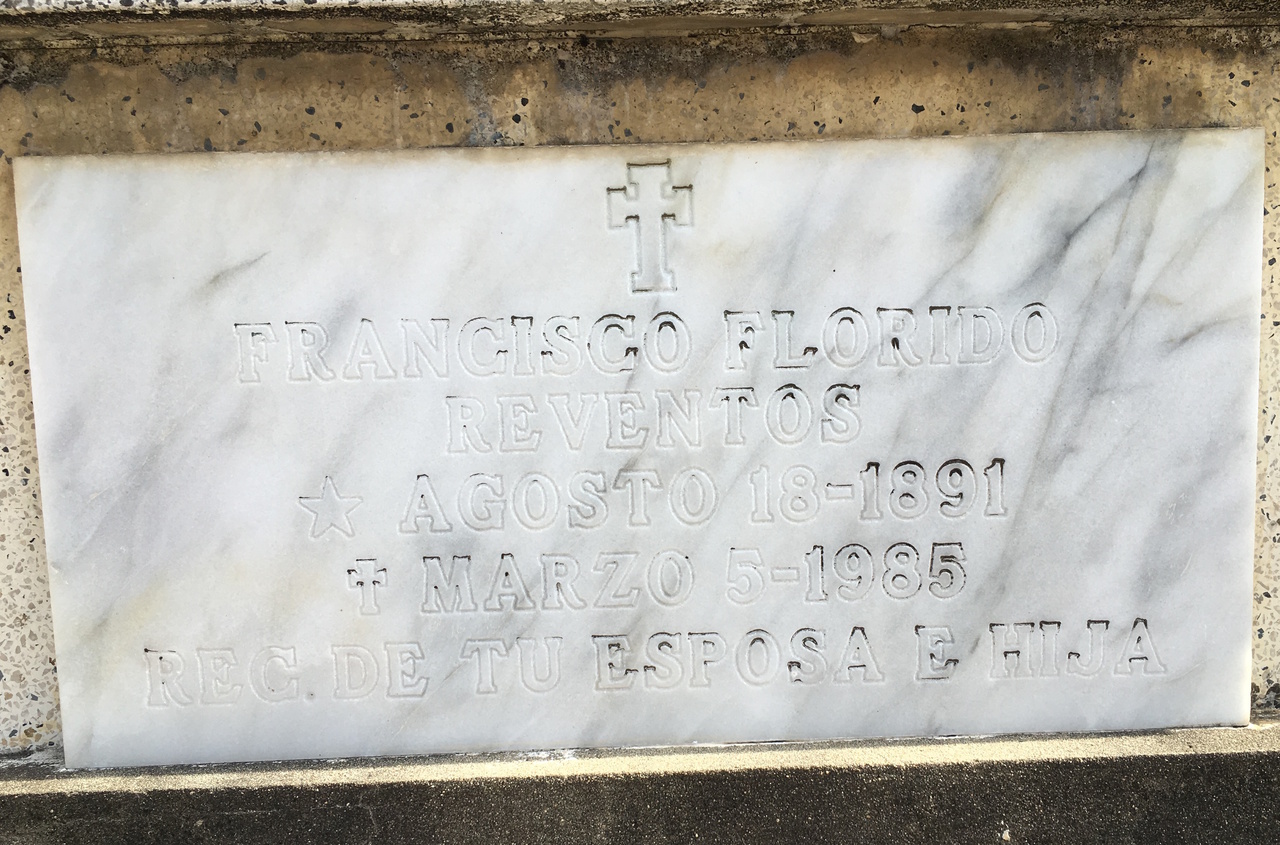 FRANCISCO FLORIDO
REVENTOS
☆ AGOSTO 18-1891
✝ MARZO 5-1985
REC. DE TU ESPOSA E HIJA